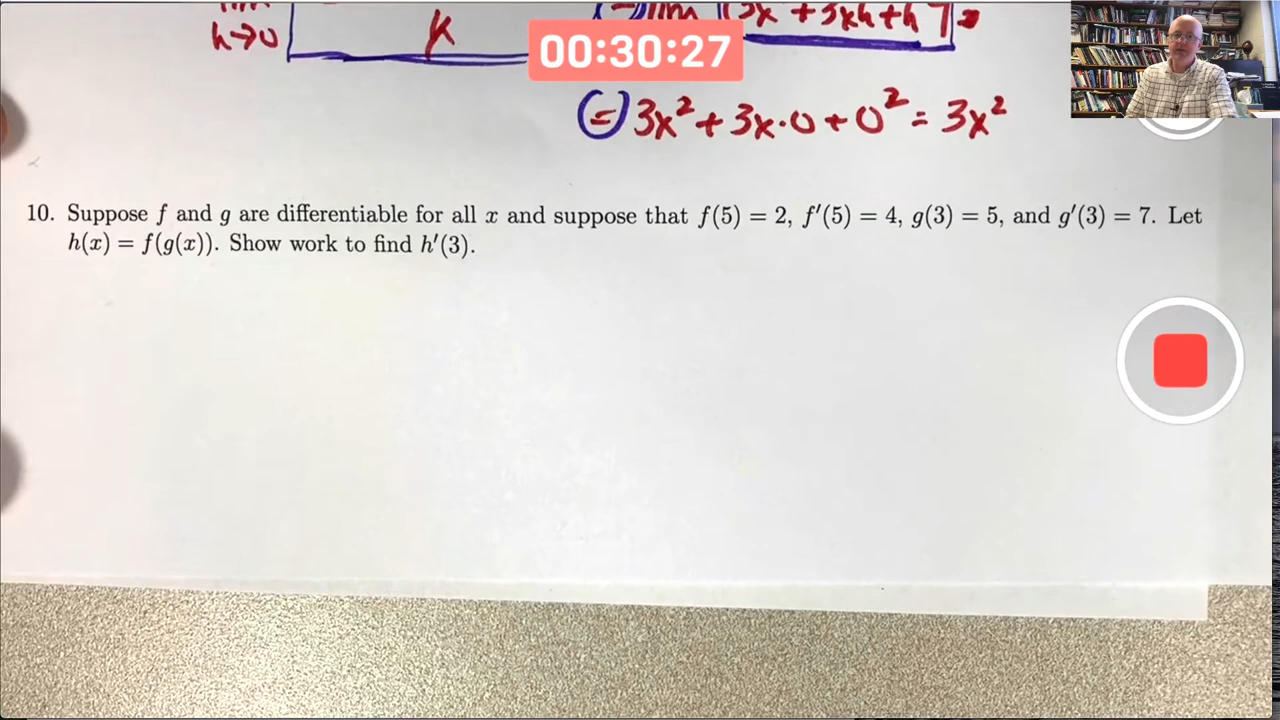 h→0
00:30:27
= 3x² + 3x·0 + 0² = 3x²
10. Suppose f and g are differentiable for all x and suppose that f(5) = 2, f′(5) = 4, g(3) = 5, and g′(3) = 7. Let
h(x) = f(g(x)). Show work to find h′(3).